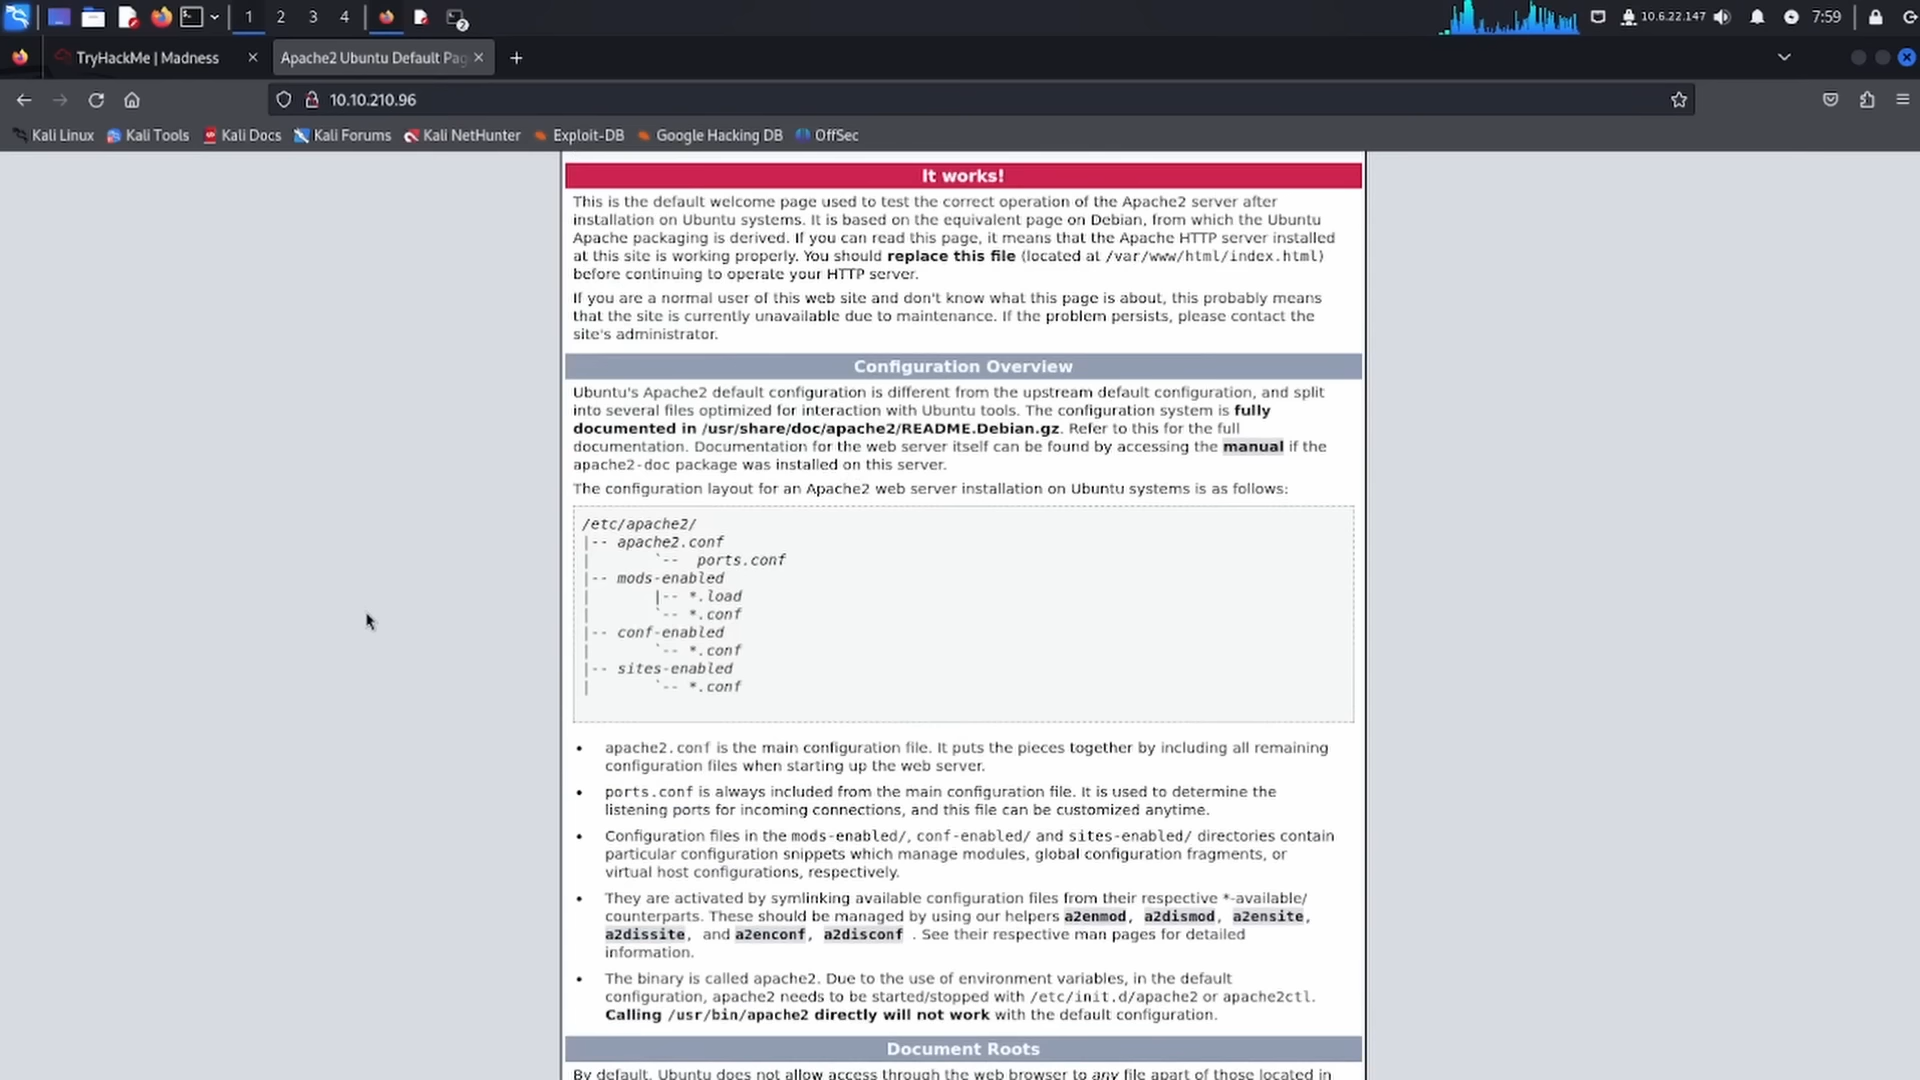 1 2 3 4 2 10.6.22.147 7:59
TryHackMe | Madness Apache2 Ubuntu Default Pag
10.10.210.96
Kali Linux Kali Tools Kali Docs Kali Forums Kali NetHunter Exploit-DB Google Hacking DB OffSec
It works!
This is the default welcome page used to test the correct operation of the Apache2 server after
installation on Ubuntu systems. It is based on the equivalent page on Debian, from which the Ubuntu
Apache packaging is derived. If you can read this page, it means that the Apache HTTP server installed
at this site is working properly. You should replace this file (located at /var/www/html/index.html)
before continuing to operate your HTTP server.
If you are a normal user of this web site and don't know what this page is about, this probably means
that the site is currently unavailable due to maintenance. If the problem persists, please contact the
site's administrator.
Configuration Overview
Ubuntu's Apache2 default configuration is different from the upstream default configuration, and split
into several files optimized for interaction with Ubuntu tools. The configuration system is fully
documented in /usr/share/doc/apache2/README.Debian.gz. Refer to this for the full
documentation. Documentation for the web server itself can be found by accessing the manual if the
apache2-doc package was installed on this server.
The configuration layout for an Apache2 web server installation on Ubuntu systems is as follows:
/etc/apache2/
|-- apache2.conf
|       `--  ports.conf
|-- mods-enabled
|       |-- *.load
|       `-- *.conf
|-- conf-enabled
|       `-- *.conf
|-- sites-enabled
|       `-- *.conf
• apache2.conf is the main configuration file. It puts the pieces together by including all remaining
configuration files when starting up the web server.
• ports.conf is always included from the main configuration file. It is used to determine the
listening ports for incoming connections, and this file can be customized anytime.
• Configuration files in the mods-enabled/, conf-enabled/ and sites-enabled/ directories contain
particular configuration snippets which manage modules, global configuration fragments, or
virtual host configurations, respectively.
• They are activated by symlinking available configuration files from their respective *-available/
counterparts. These should be managed by using our helpers a2enmod, a2dismod, a2ensite,
a2dissite, and a2enconf, a2disconf . See their respective man pages for detailed
information.
• The binary is called apache2. Due to the use of environment variables, in the default
configuration, apache2 needs to be started/stopped with /etc/init.d/apache2 or apache2ctl.
Calling /usr/bin/apache2 directly will not work with the default configuration.
Document Roots
By default, Ubuntu does not allow access through the web browser to any file apart of those located in